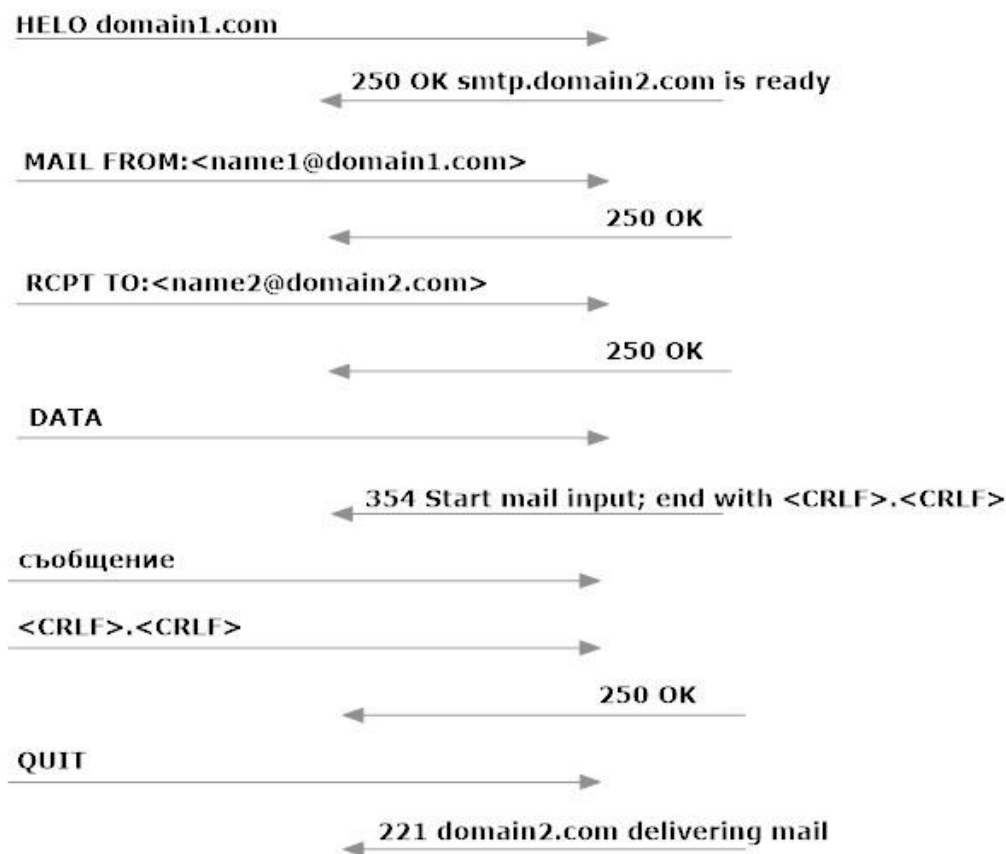 HELO domain1.com
250 OK smtp.domain2.com is ready
MAIL FROM:<name1@domain1.com>
250 OK
RCPT TO:<name2@domain2.com>
250 OK
DATA
354 Start mail input; end with <CRLF>.<CRLF>
съобщение
<CRLF>.<CRLF>
250 OK
QUIT
221 domain2.com delivering mail